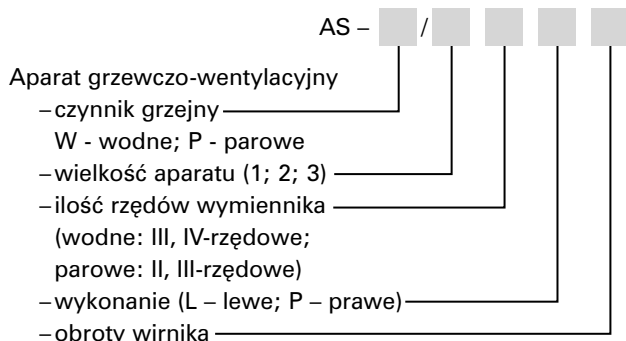 AS – /
Aparat grzewczo-wentylacyjny
– czynnik grzejny
W - wodne; P - parowe
– wielkość aparatu (1; 2; 3)
– ilość rzędów wymiennika
(wodne: III, IV-rzędowe;
parowe: II, III-rzędowe)
– wykonanie (L – lewe; P – prawe)
– obroty wirnika